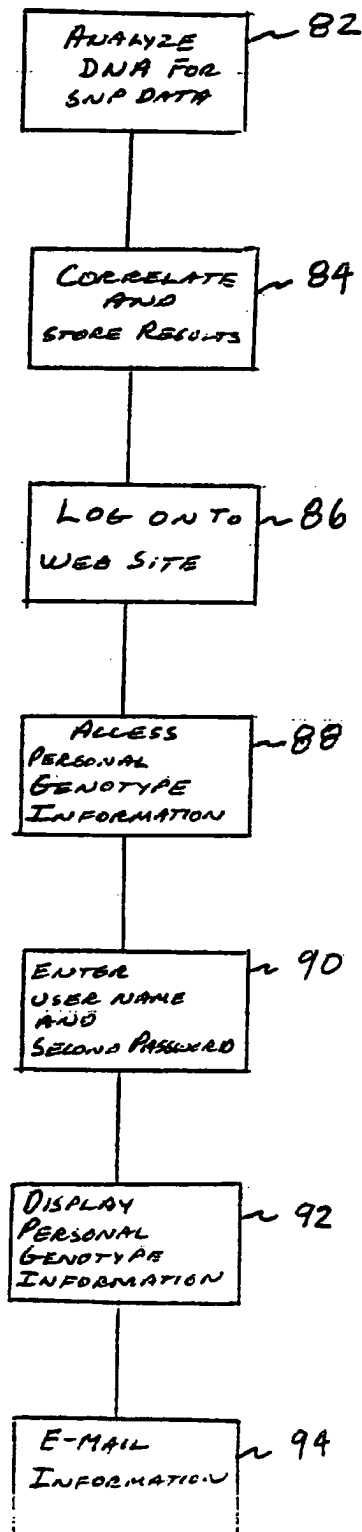 ANALYZE
DNA FOR
SNP DATA
82
CORRELATE
AND
STORE RESULTS
84
LOG ON TO
WEB SITE
86
ACCESS
PERSONAL
GENOTYPE
INFORMATION
88
ENTER
USER NAME
AND
SECOND PASSWORD
90
DISPLAY
PERSONAL
GENOTYPE
INFORMATION
92
E-MAIL
INFORMATION
94